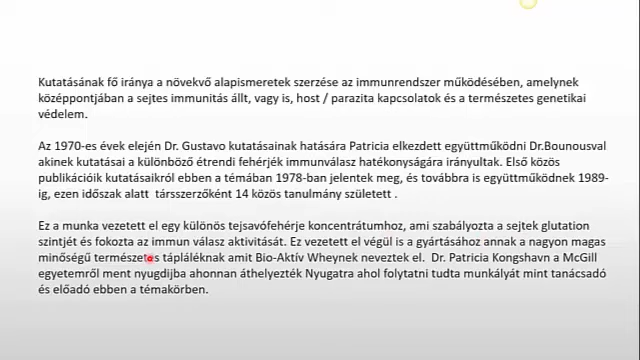 Kutatásának fő iránya a növekvő alapismeretek szerzése az immunrendszer működésében, amelynek
középpontjában a sejtes immunitás állt, vagy is, host / parazita kapcsolatok és a természetes genetikai
védelem.
Az 1970-es évek elején Dr. Gustavo kutatásainak hatására Patricia elkezdett együttműködni Dr.Bounousval
akinek kutatásai a különböző étrendi fehérjék immunválasz hatékonyságára irányultak. Első közös
publikációik kutatásaikról ebben a témában 1978-ban jelentek meg, és továbbra is együttműködnek 1989-
ig, ezen időszak alatt társszerzőként 14 közös tanulmány született .
Ez a munka vezetett el egy különös tejsavófehérje koncentrátumhoz, ami szabályozta a sejtek glutation
szintjét és fokozta az immun válasz aktivitását. Ez vezetett el végül is a gyártásához annak a nagyon magas
minőségű természetes tápláléknak amit Bio-Aktív Wheynek neveztek el. Dr. Patricia Kongshavn a McGill
egyetemről ment nyugdijba ahonnan áthelyezték Nyugatra ahol folytatni tudta munkályát mint tanácsadó
és előadó ebben a témakörben.